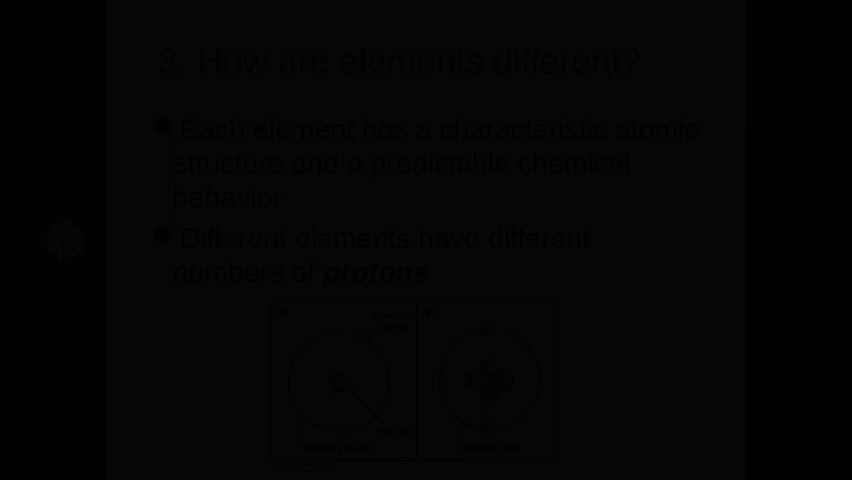 3. How are elements different?
Each element has a characteristic atomic
structure and a predictable chemical
behavior
Different elements have different
numbers of protons
(a)
(b)